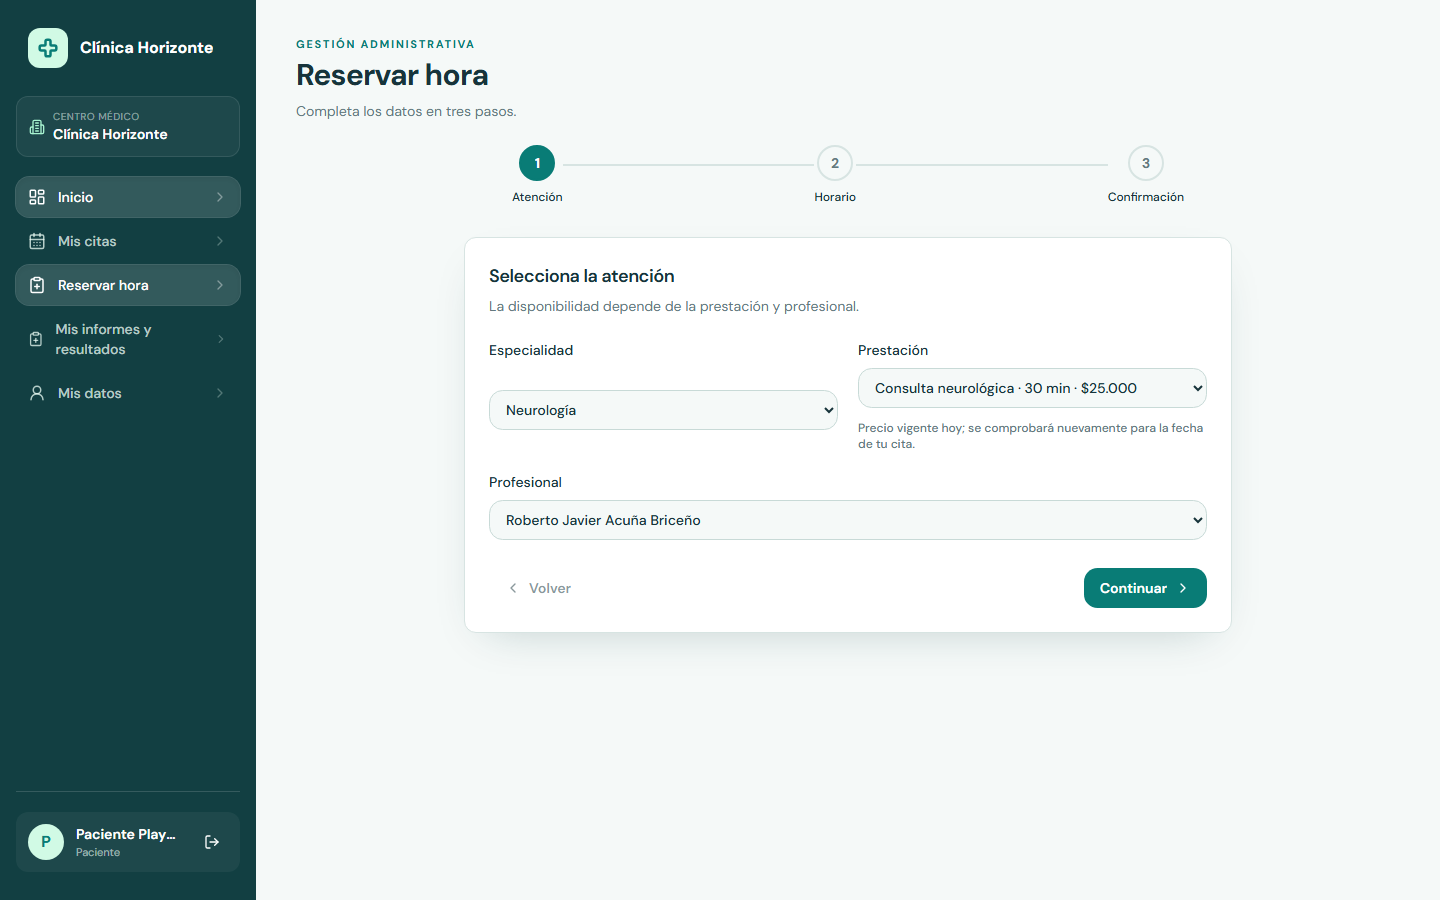 Clínica Horizonte
CENTRO MÉDICO
Clínica Horizonte
Inicio
Mis citas
Reservar hora
Mis informes y
resultados
Mis datos
P
Paciente Play...
Paciente
GESTIÓN ADMINISTRATIVA
Reservar hora
Completa los datos en tres pasos.
1
Atención
2
Horario
3
Confirmación
Selecciona la atención
La disponibilidad depende de la prestación y profesional.
Especialidad
Neurología
Prestación
Consulta neurológica · 30 min · $25.000
Precio vigente hoy; se comprobará nuevamente para la fecha
de tu cita.
Profesional
Roberto Javier Acuña Briceño
Volver
Continuar